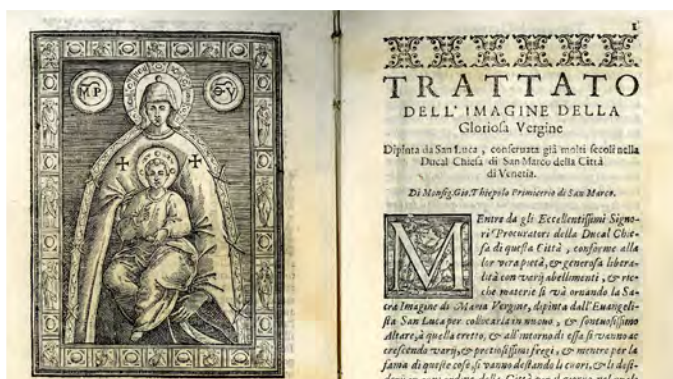 MP
ΘV
1
TRATTATO
DELL'IMAGINE DELLA
Gloriosa Vergine
Dipinta da San Luca, conseruata già molti secoli nella
Ducal Chiesa di San Marco della Città
di Venetia.
Di Monsig. Gio. Thiepolo Primicerio di San Marco.
MEntre da gli Eccellentissimi Signo-
ri Procuratori della Ducal Chie-
sa di questa Città, conforme alla
lor vera pietà, & generosa libera-
lità con varij abellimenti, & ric-
che materie si và ornando la Sa-
cra Imagine di Maria Vergine, dipinta dall'Euangeli-
sta San Luca per collocarla in nuouo, & sontuosissimo
Altare, à quella eretto, & all'intorno di essa si vanno ac
crescendo varij, & pretiosissimi fregi, & mentre per la
fama di queste cose, si vanno destando li cuori, & li desi-